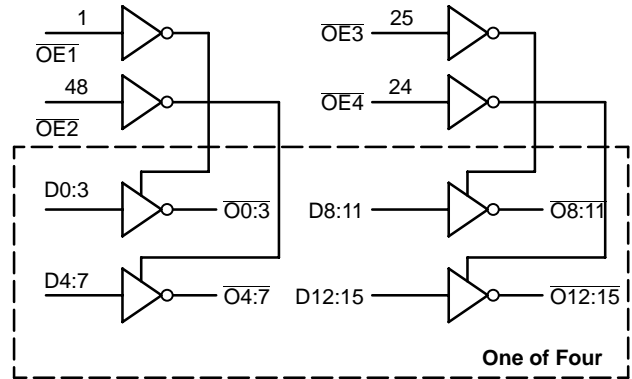 1
OE1
48
OE2
25
OE3
24
OE4
D0:3
O0:3
D4:7
O4:7
D8:11
O8:11
D12:15
O12:15
One of Four